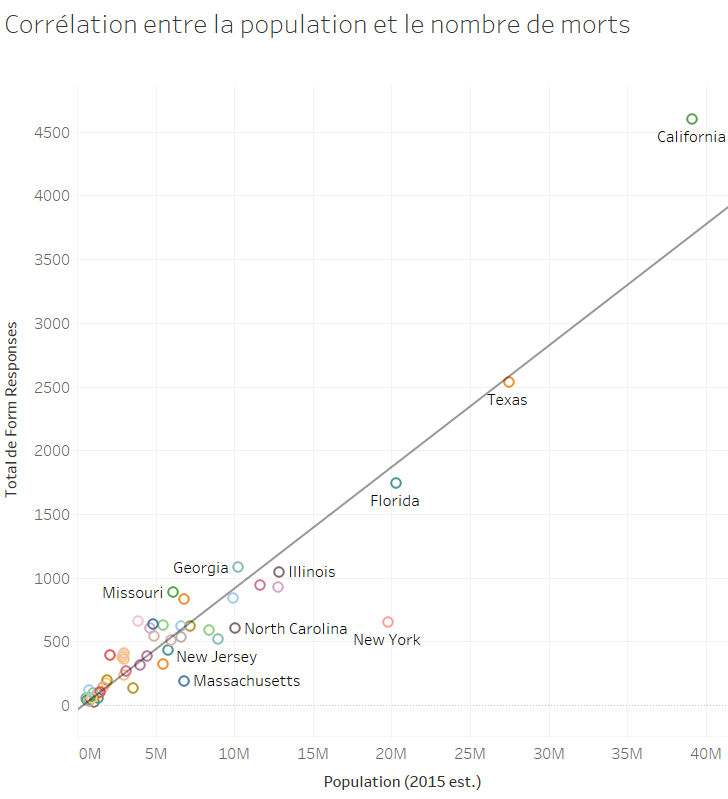 Corrélation entre la population et le nombre de morts
4500
California
4000
3500
3000
2500
Texas
2000
Florida
1500
Georgia
1000
Illinois
Missouri
North Carolina
New York
500
New Jersey
Massachusetts
0
Total de Form Responses
0M 5M 10M 15M 20M 25M 30M 35M 40M
Population (2015 est.)